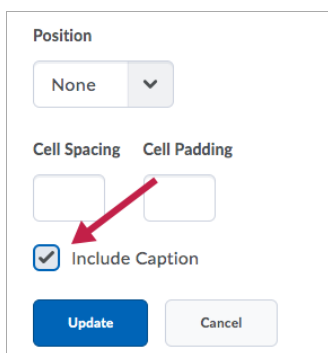 Position
None
Cell Spacing Cell Padding
Include Caption
Update Cancel